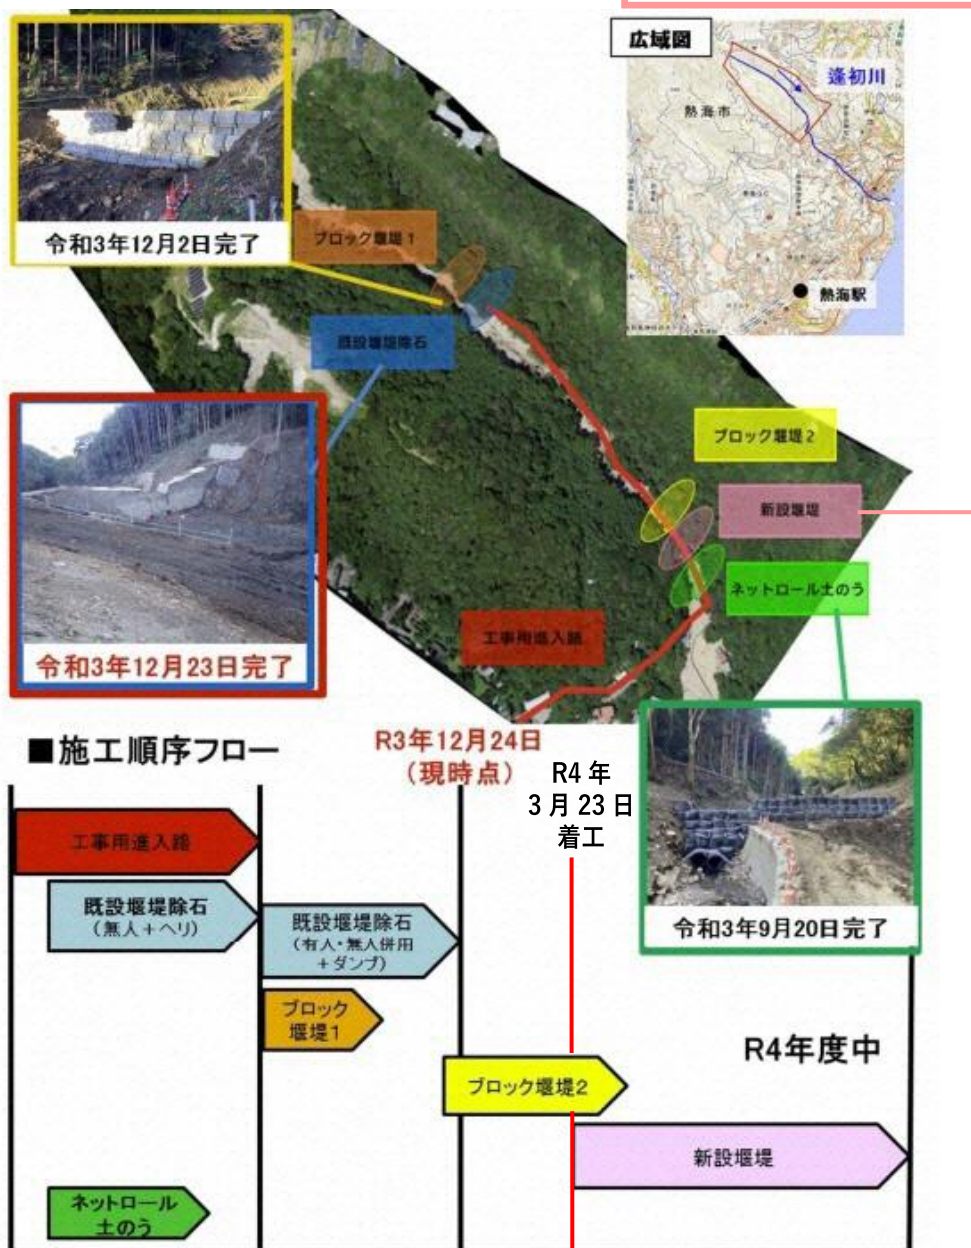 広域図
逢初川
熱海市
熱海駅
令和3年12月2日完了
ブロック堰堤1
既設堰堤除石
ブロック堰堤2
新設堰堤
ネットロール土のう
工事用進入路
令和3年12月23日完了
令和3年9月20日完了
■施工順序フロー
R3年12月24日
(現時点)
R4年
3月23日
着工
工事用進入路
既設堰堤除石
(無人+ヘリ)
既設堰堤除石
(有人・無人併用
+ダンプ)
ブロック
堰堤1
R4年度中
ブロック堰堤2
新設堰堤
ネットロール
土のう